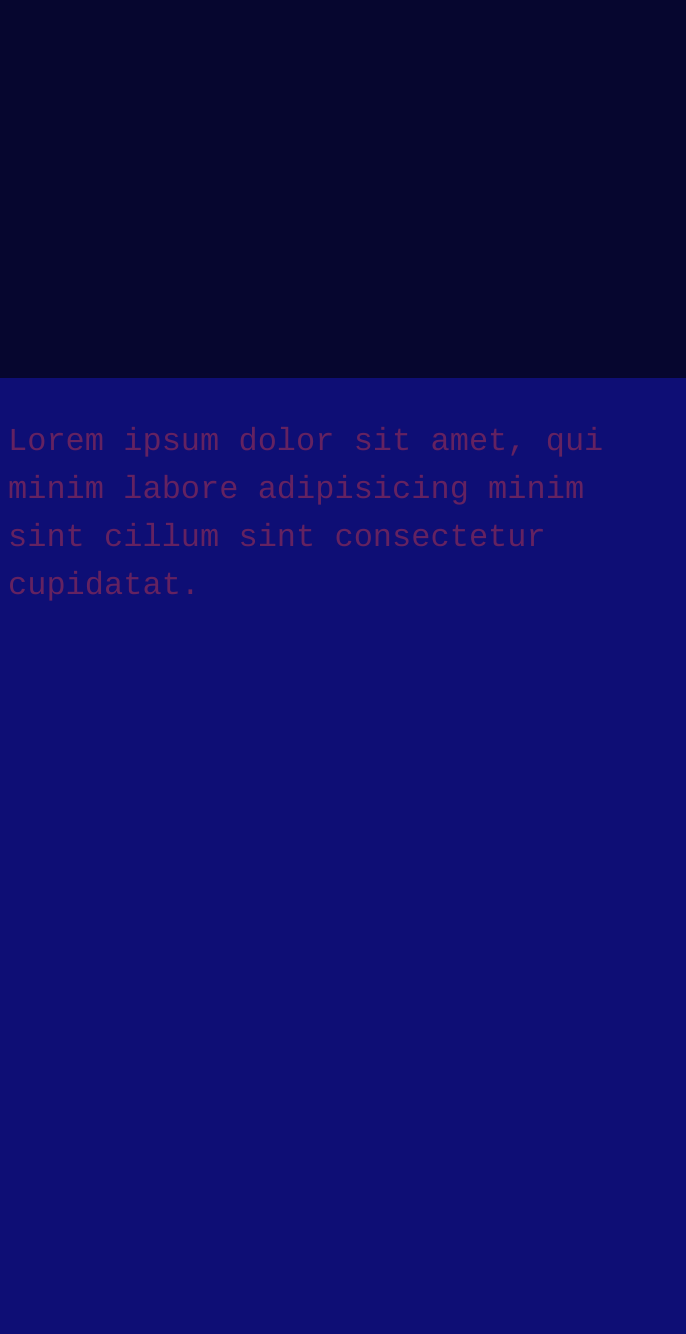 Lorem ipsum dolor sit amet, qui
minim labore adipisicing minim
sint cillum sint consectetur
cupidatat.